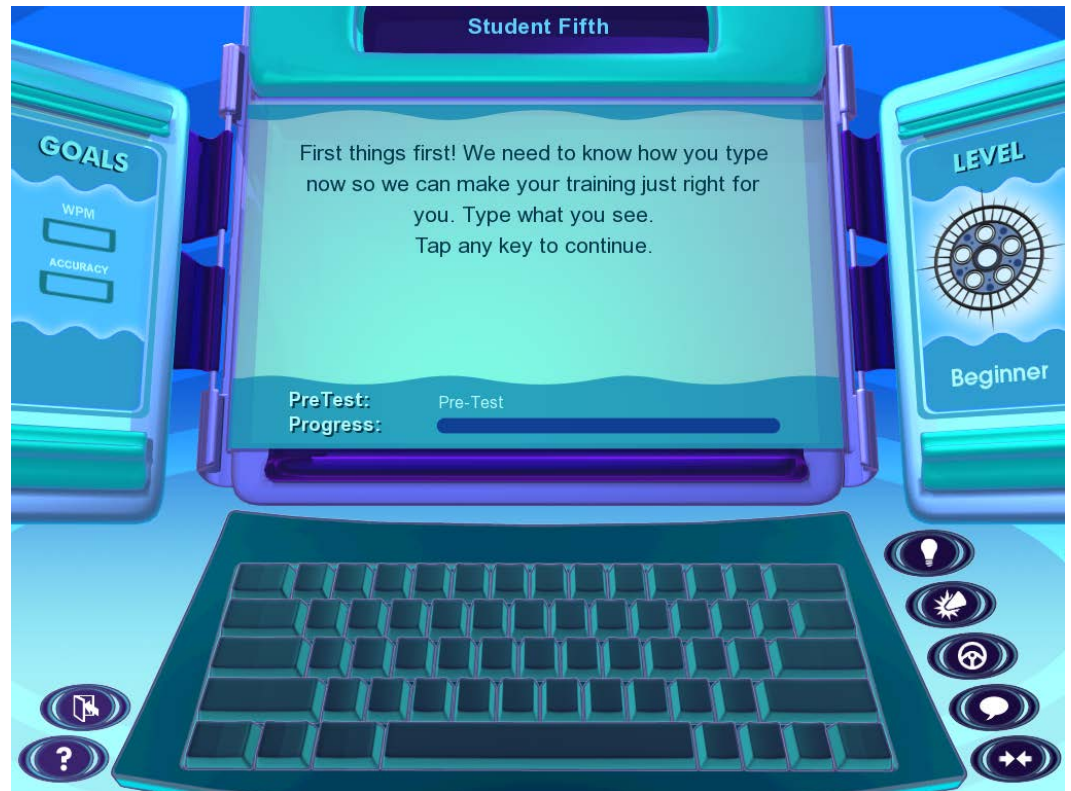 Student Fifth
GOALS
WPM
ACCURACY
First things first! We need to know how you type
now so we can make your training just right for
you. Type what you see.
Tap any key to continue.
PreTest: Pre-Test
Progress:
LEVEL
Beginner
?